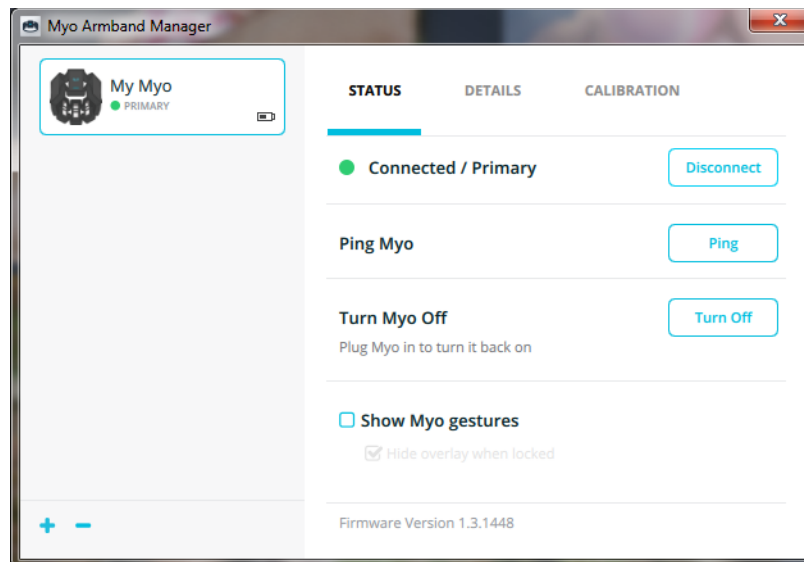 Myo Armband Manager
My Myo
PRIMARY
STATUS DETAILS CALIBRATION
Connected / Primary Disconnect
Ping Myo Ping
Turn Myo Off Turn Off
Plug Myo in to turn it back on
Show Myo gestures
Hide overlay when locked
Firmware Version 1.3.1448